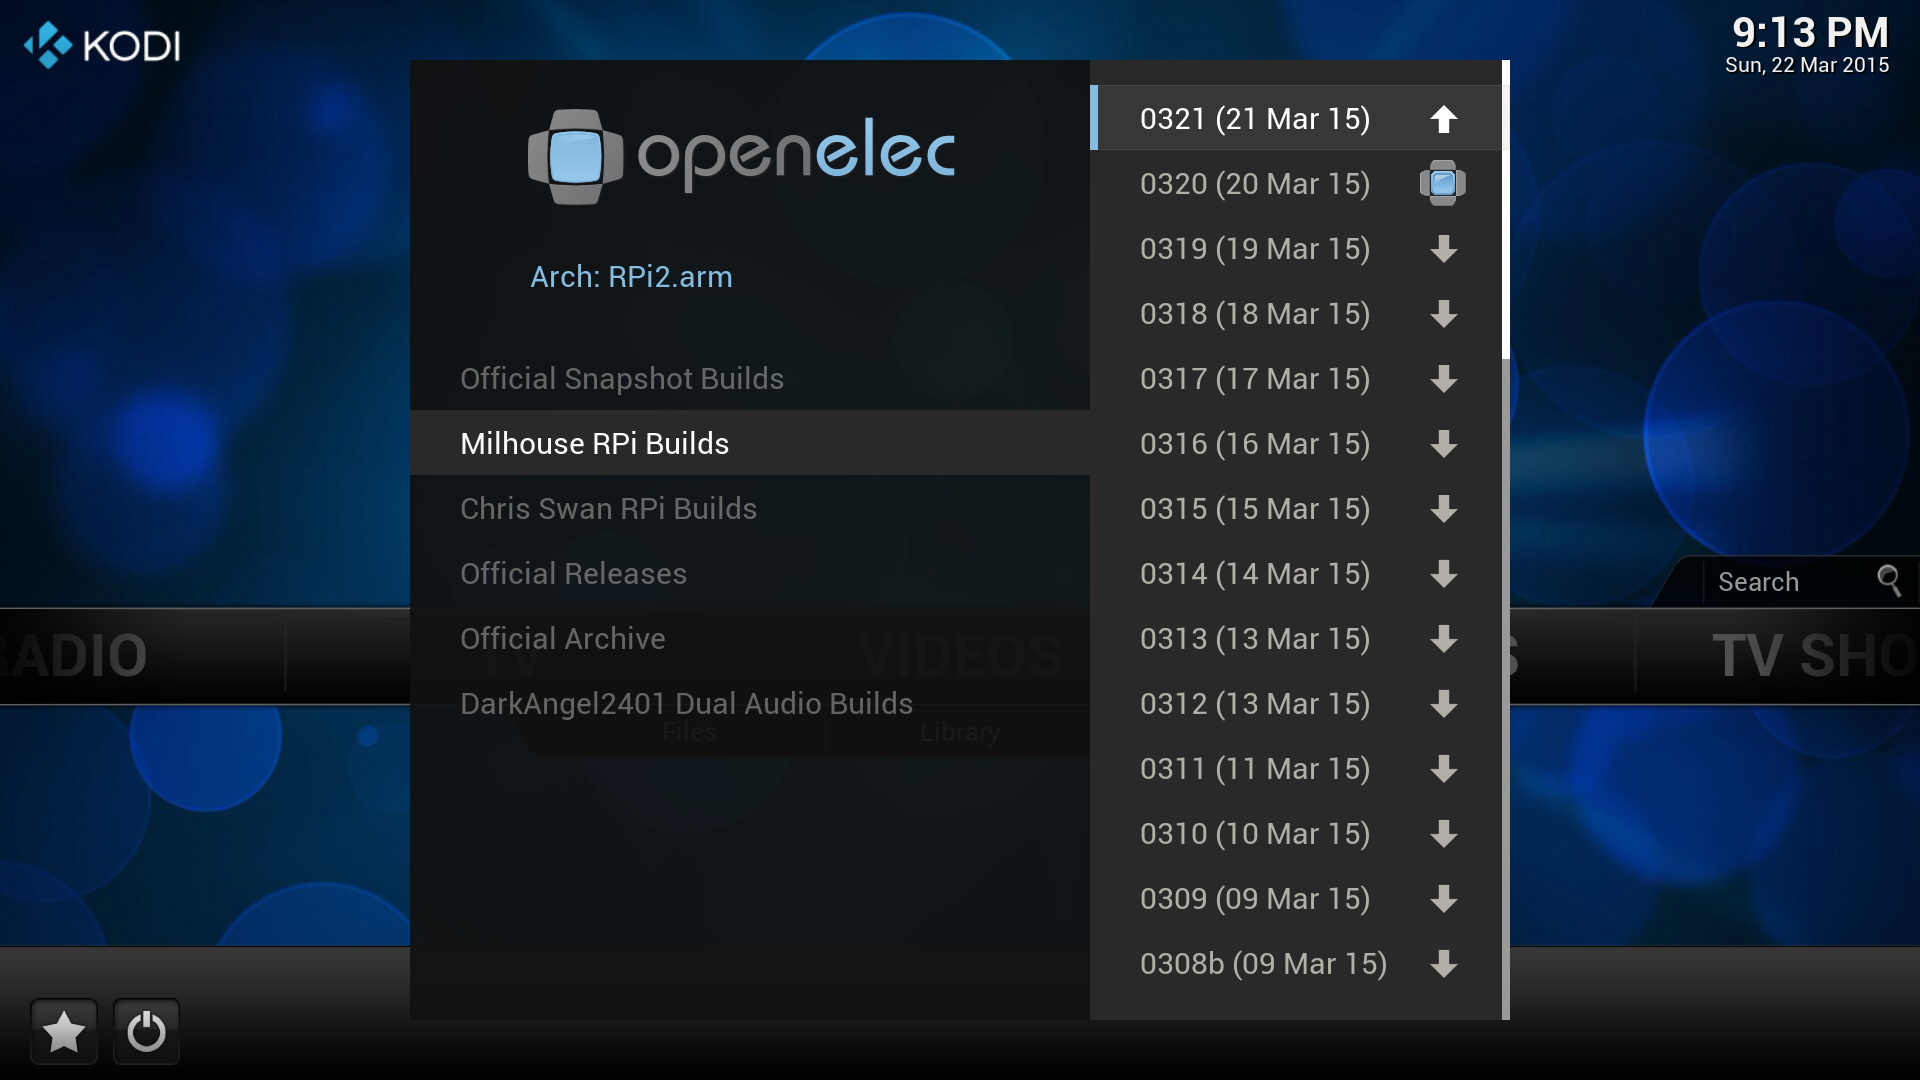 KODI
9:13 PM
Sun, 22 Mar 2015
openelec
Arch: RPi2.arm
Official Snapshot Builds
Milhouse RPi Builds
Chris Swan RPi Builds
Official Releases
Official Archive
DarkAngel2401 Dual Audio Builds
0321 (21 Mar 15)
0320 (20 Mar 15)
0319 (19 Mar 15)
0318 (18 Mar 15)
0317 (17 Mar 15)
0316 (16 Mar 15)
0315 (15 Mar 15)
0314 (14 Mar 15)
0313 (13 Mar 15)
0312 (13 Mar 15)
0311 (11 Mar 15)
0310 (10 Mar 15)
0309 (09 Mar 15)
0308b (09 Mar 15)
Search
RADIO
TV
VIDEOS
S
TV SHO
Files
Library